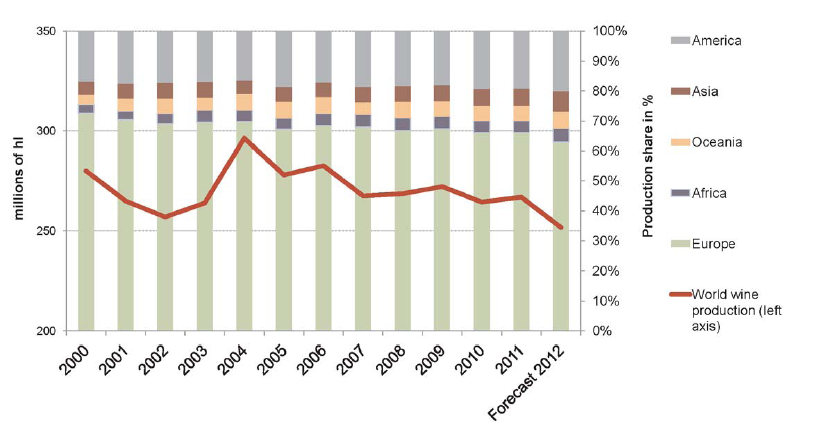 350
300
250
200
millions of hl
100%
90%
80%
70%
60%
50%
40%
30%
20%
10%
0%
Production share in %
2000
2001
2002
2003
2004
2005
2006
2007
2008
2009
2010
2011
Forecast 2012
America
Asia
Oceania
Africa
Europe
World wine
production (left
axis)